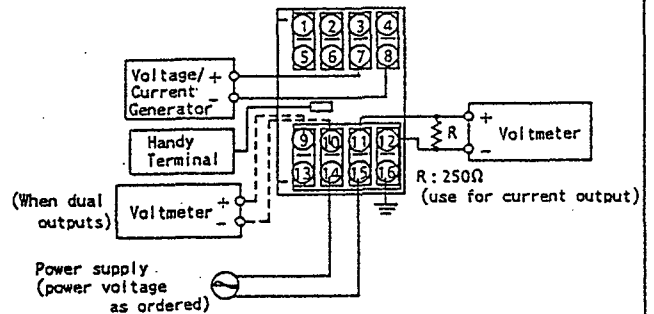 1 2 3 4
5 6 7 8
Voltage/
Current
Generator
+
-
Handy
Terminal
9 10 11 12
13 14 15 16
+
-
R
Voltmeter
R : 250Ω
(use for current output)
(When dual
outputs)
Voltmeter
+
-
Power supply
(power voltage
as ordered)